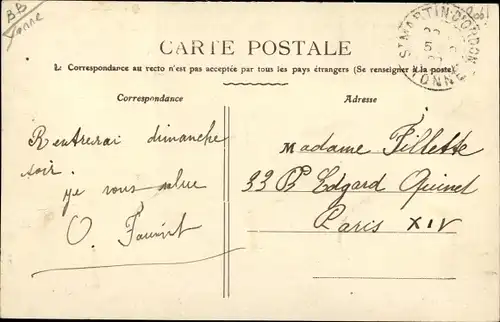 BB
Yonne
ST MARTIN-D'ORDON
YONNE
CARTE POSTALE
La Correspondance au recto n'est pas acceptée par tous les pays étrangers (Se renseigner à la poste)
Correspondance
Adresse
Rentrerai dimanche
soir.
Je vous salue
O.
Madame Fillette
33 Bd Edgard Quinet
Paris XIV